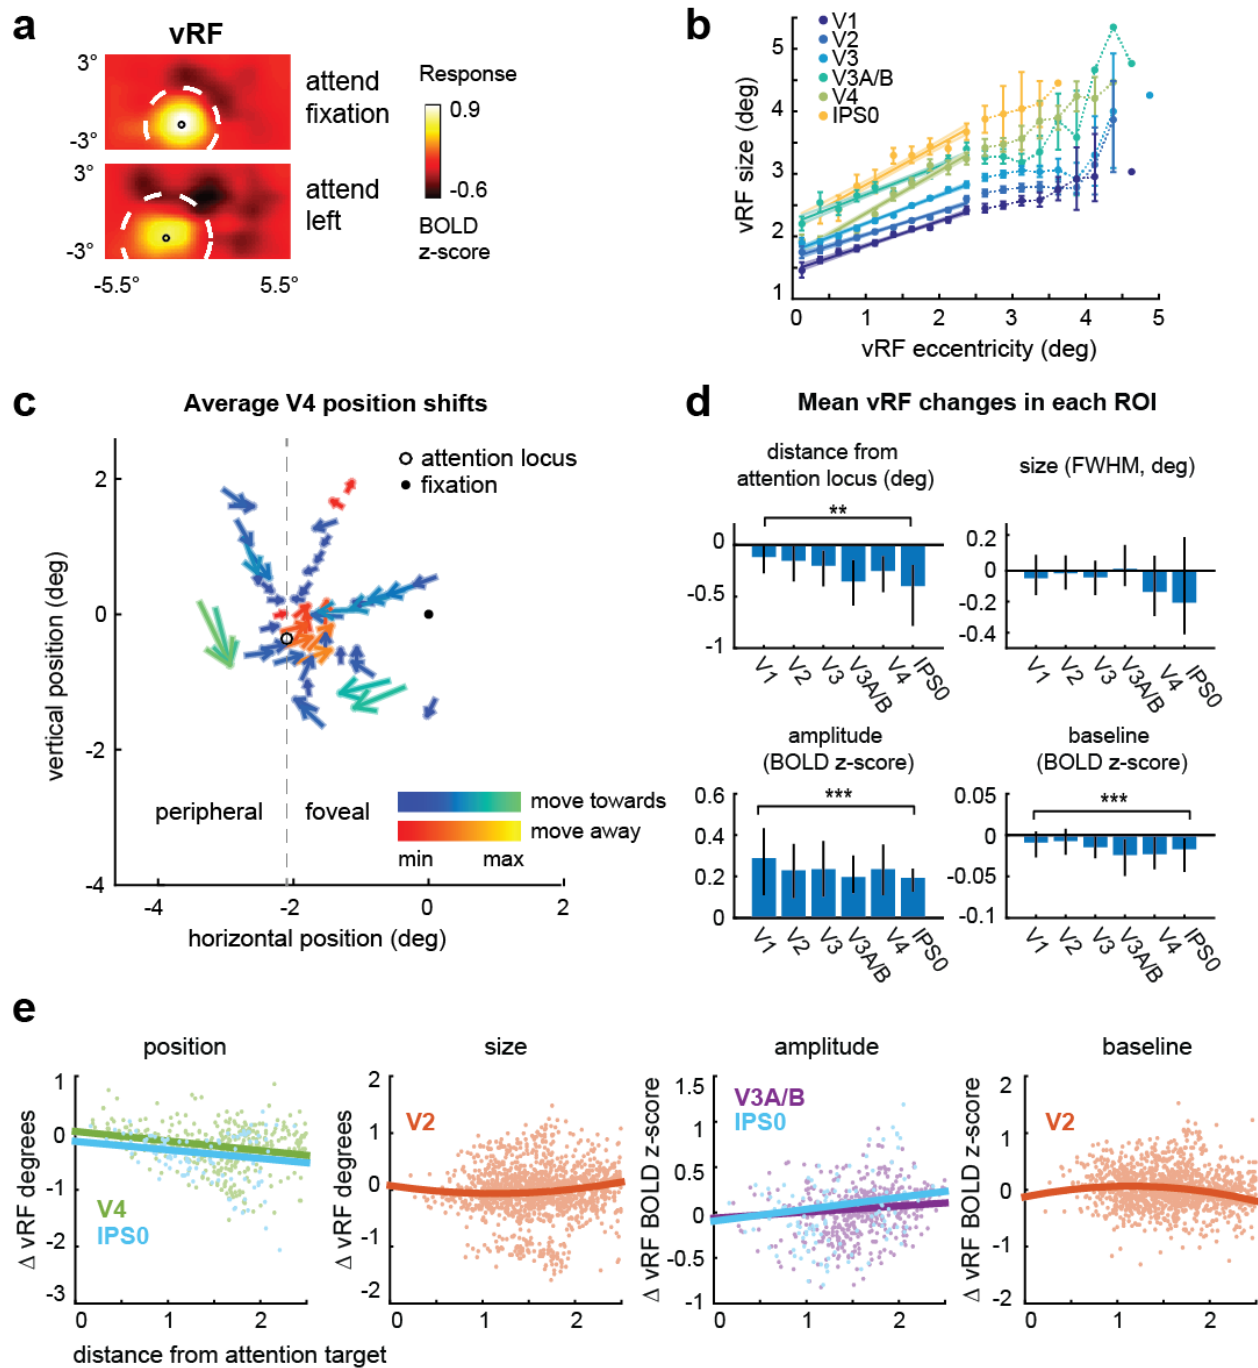 a
vRF
3°
-3°
attend
fixation
3°
-3°
attend
left
-5.5°
5.5°
Response
0.9
-0.6
BOLD
z-score
b
V1
V2
V3
V3A/B
V4
IPS0
vRF size (deg)
5
4
3
2
1
0
1
2
3
4
5
vRF eccentricity (deg)
c
Average V4 position shifts
attention locus
fixation
vertical position (deg)
2
0
-2
-4
peripheral
foveal
move towards
move away
min
max
-4
-2
0
2
horizontal position (deg)
d
Mean vRF changes in each ROI
distance from
attention locus (deg)
**
0
-0.5
-1
V1
V2
V3
V3A/B
V4
IPS0
size (FWHM, deg)
0.2
0
-0.2
-0.4
V1
V2
V3
V3A/B
V4
IPS0
amplitude
(BOLD z-score)
***
0.6
0.4
0.2
0
V1
V2
V3
V3A/B
V4
IPS0
baseline
(BOLD z-score)
***
0.05
0
-0.05
-0.1
V1
V2
V3
V3A/B
V4
IPS0
e
position
Δ vRF degrees
1
0
-1
-2
-3
V4
IPS0
0
1
2
distance from attention target
size
Δ vRF degrees
2
1
0
-1
-2
V2
0
1
2
amplitude
Δ vRF BOLD z-score
1.5
1
0.5
0
-0.5
-1
V3A/B
IPS0
0
1
2
baseline
Δ vRF BOLD z-score
2
1
0
-1
-2
V2
0
1
2